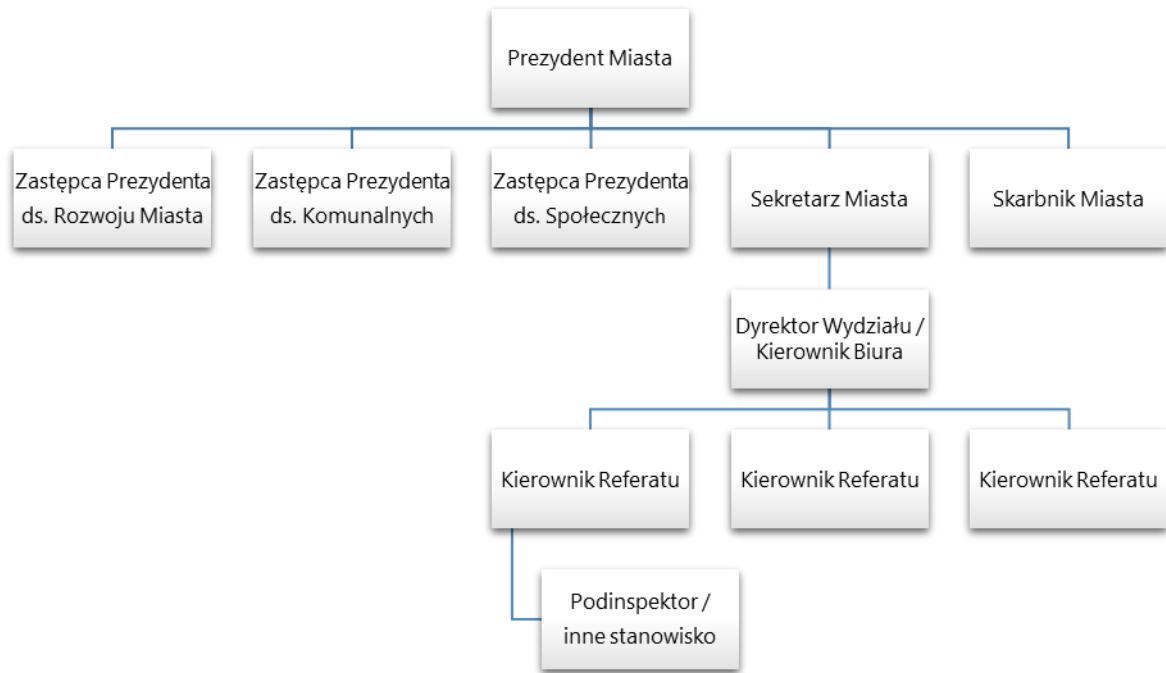 Prezydent Miasta
Zastępca Prezydenta
ds. Rozwoju Miasta
Zastępca Prezydenta
ds. Komunalnych
Zastępca Prezydenta
ds. Społecznych
Sekretarz Miasta
Skarbnik Miasta
Dyrektor Wydziału /
Kierownik Biura
Kierownik Referatu
Kierownik Referatu
Kierownik Referatu
Podinspektor /
inne stanowisko